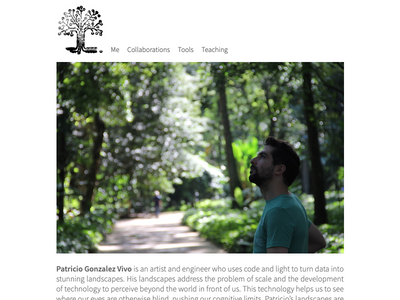 Me Collaborations Tools Teaching
Patricio Gonzalez Vivo is an artist and engineer who uses code and light to turn data into
stunning landscapes. His landscapes address the problem of scale and the development
of technology to perceive beyond the world in front of us. This technology helps us to see
where our eyes are otherwise blind, pushing our cognitive limits. Patricio's landscapes are